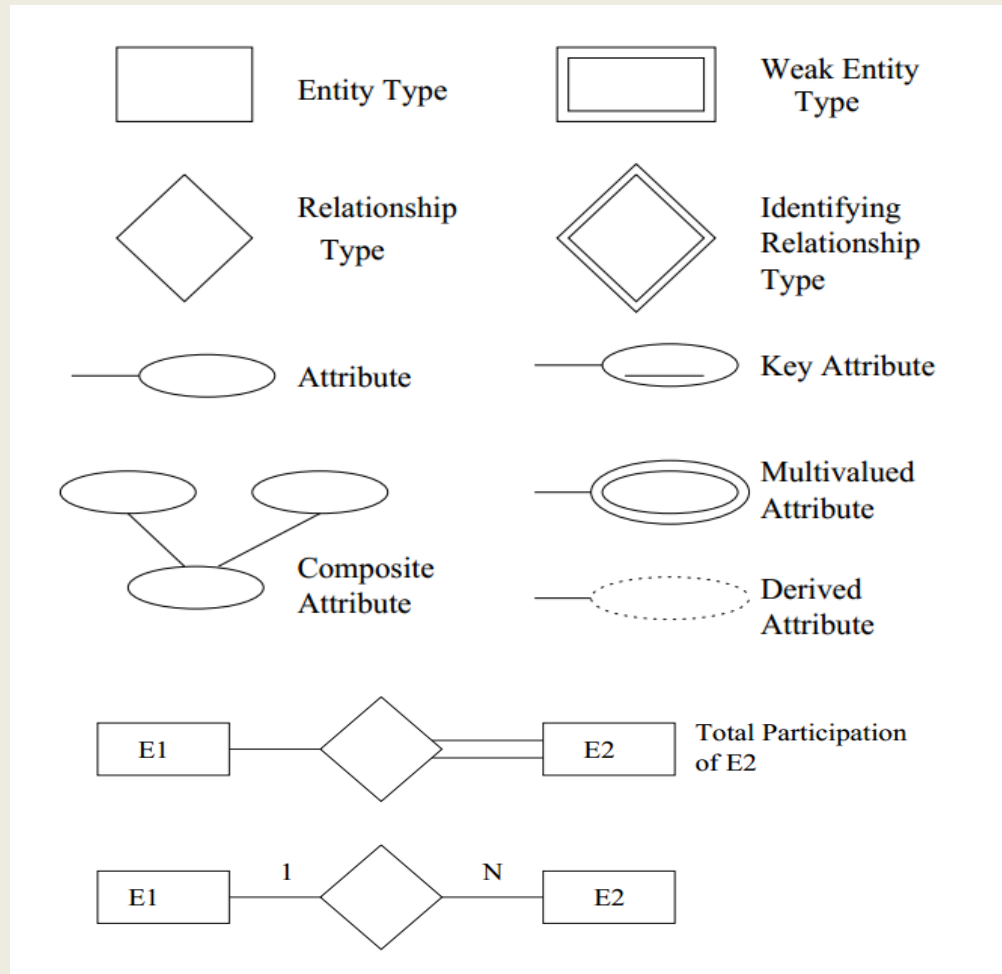 Entity Type
Weak Entity
Type
Relationship
Type
Identifying
Relationship
Type
Attribute
Key Attribute
Composite
Attribute
Multivalued
Attribute
Derived
Attribute
E1
E2
Total Participation
of E2
E1
1
N
E2